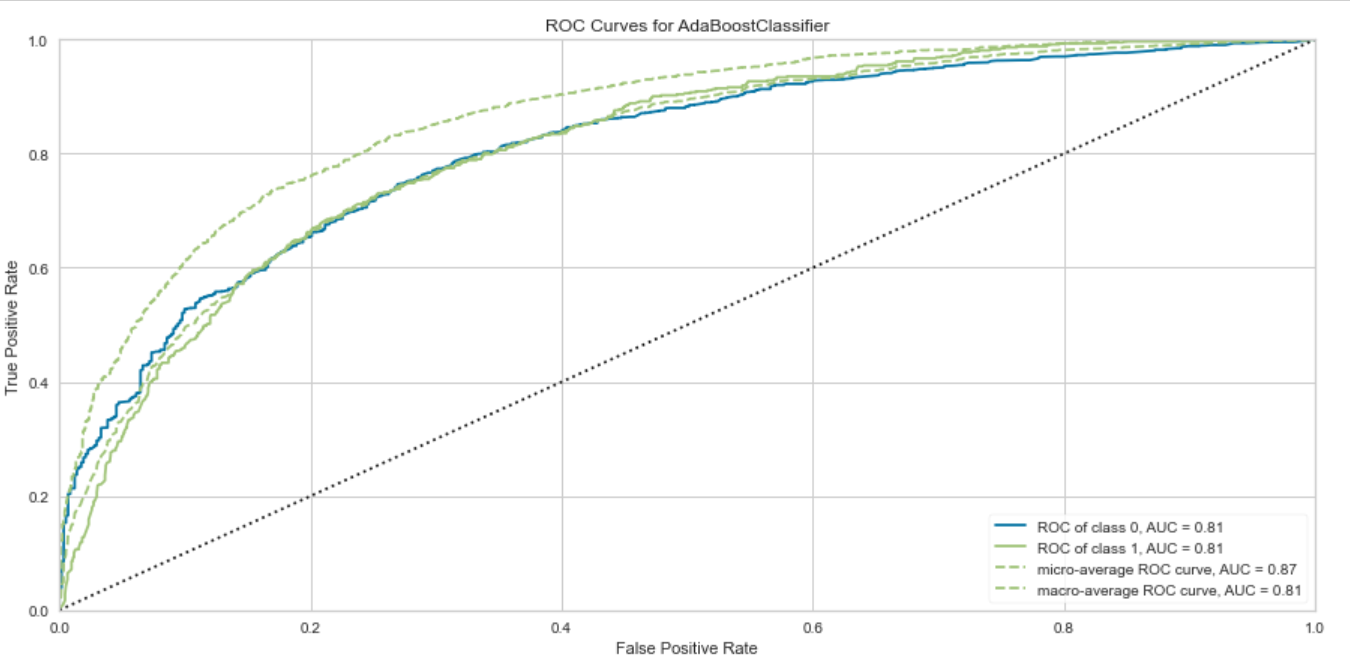 ROC Curves for AdaBoostClassifier
1.0
0.8
0.6
0.4
0.2
0.0
True Positive Rate
0.0 0.2 0.4 0.6 0.8 1.0
False Positive Rate
ROC of class 0, AUC = 0.81
ROC of class 1, AUC = 0.81
micro-average ROC curve, AUC = 0.87
macro-average ROC curve, AUC = 0.81